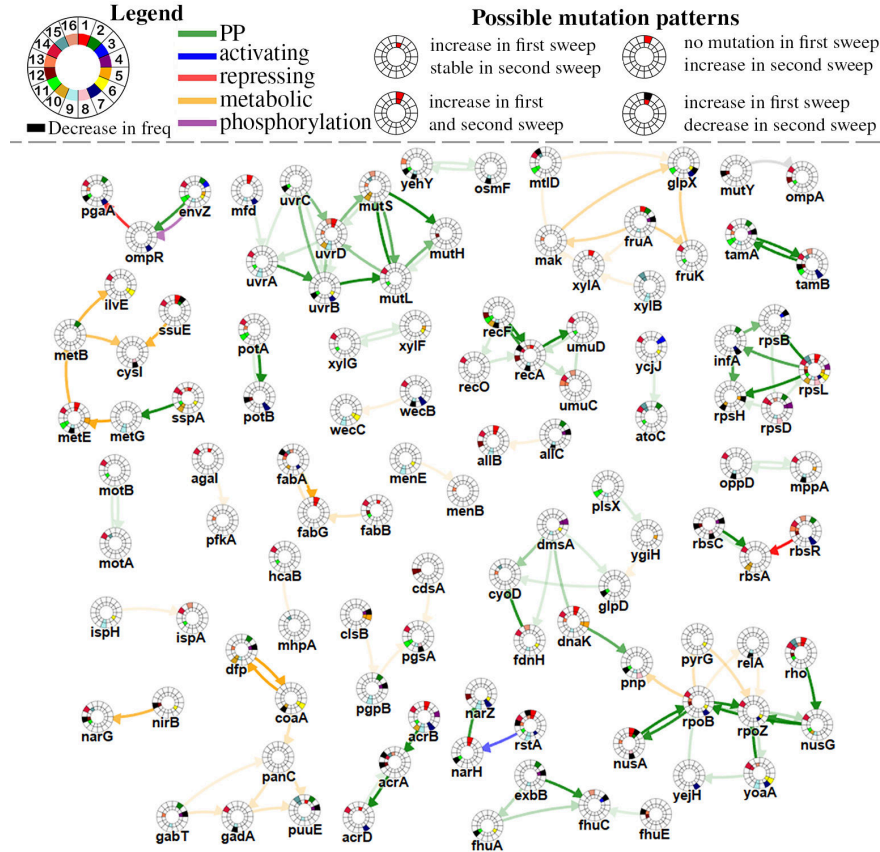 Legend
16 1
15 2
14 3
13 4
12 5
11 6
10 7
9 8
Decrease in freq
PP
activating
repressing
metabolic
phosphorylation
Possible mutation patterns
increase in first sweep
stable in second sweep
no mutation in first sweep
increase in second sweep
increase in first
and second sweep
increase in first sweep
decrease in second sweep
pgaA
envZ
ompR
mfd
uvrC
mutS
uvrD
mutH
uvrA
uvrB
mutL
yehY
osmF
mtlD
glpX
mutY
ompA
mak
fruA
xylA
fruK
xylB
tamA
tamB
ilvE
ssuE
metB
cysI
metE
metG
sspA
potA
potB
xylG
xylF
wecC
wecB
recF
umuD
recO
recA
umuC
ycjJ
atoC
rpsB
infA
rpsL
rpsH
rpsD
motB
motA
agaI
pfkA
fabA
fabG
fabB
menE
menB
allB
allC
oppD
mppA
plsX
ygiH
dmsA
cyoD
glpD
fdnH
dnaK
pnp
rbsC
rbsR
rbsA
hcaB
mhpA
cdsA
clsB
pgsA
pgpB
ispH
ispA
dfp
coaA
narG
nirB
panC
gabT
gadA
puuE
acrB
acrA
acrD
narZ
rstA
narH
exbB
fhuA
fhuC
fhuE
pyrG
relA
rho
rpoB
rpoZ
nusG
nusA
yejH
yoaA